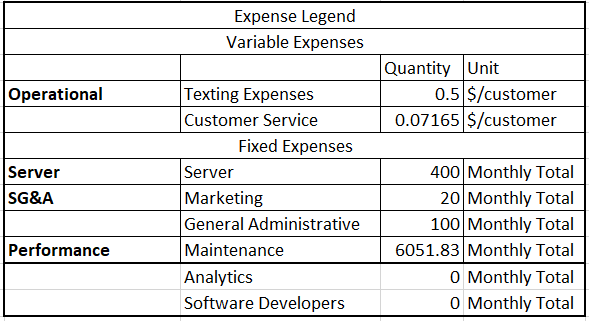 Expense Legend
Variable Expenses
Quantity Unit
Operational Texting Expenses 0.5 $/customer
Customer Service 0.07165 $/customer
Fixed Expenses
Server Server 400 Monthly Total
SG&A Marketing 20 Monthly Total
General Administrative 100 Monthly Total
Performance Maintenance 6051.83 Monthly Total
Analytics 0 Monthly Total
Software Developers 0 Monthly Total